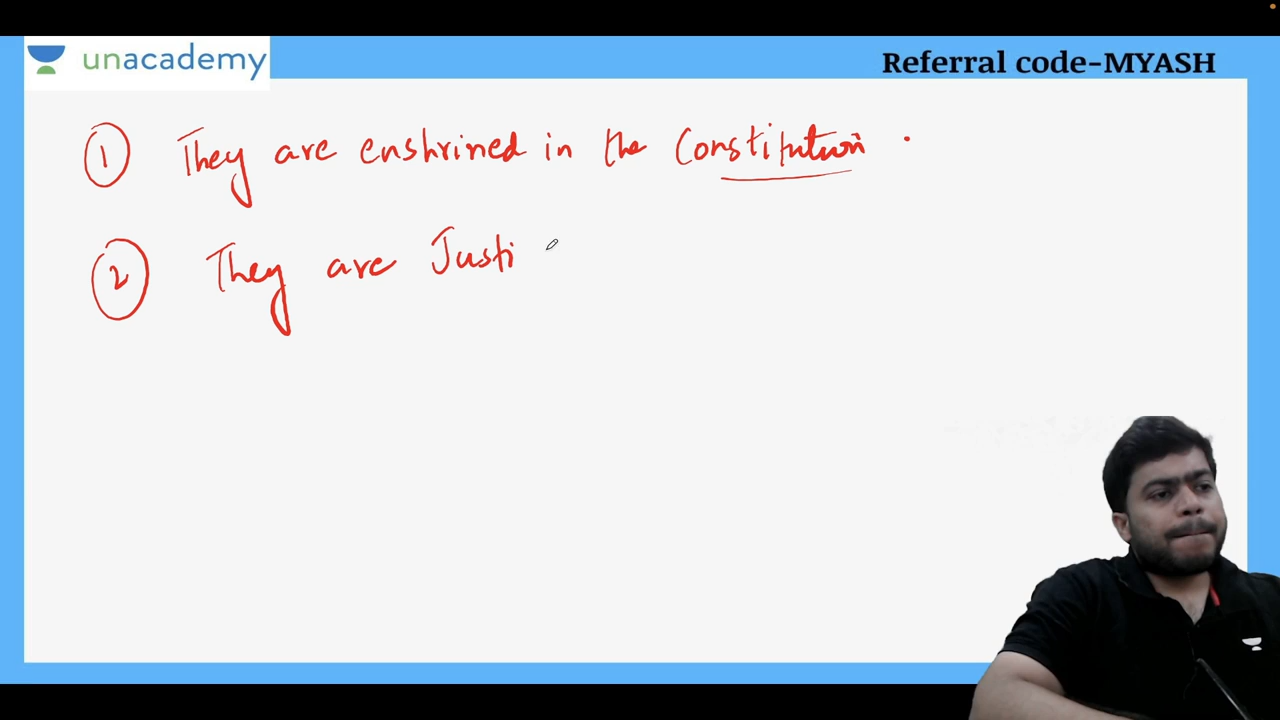 unacademy
Referral code-MYASH
1 They are enshrined in the Constitution .
2 They are Justi